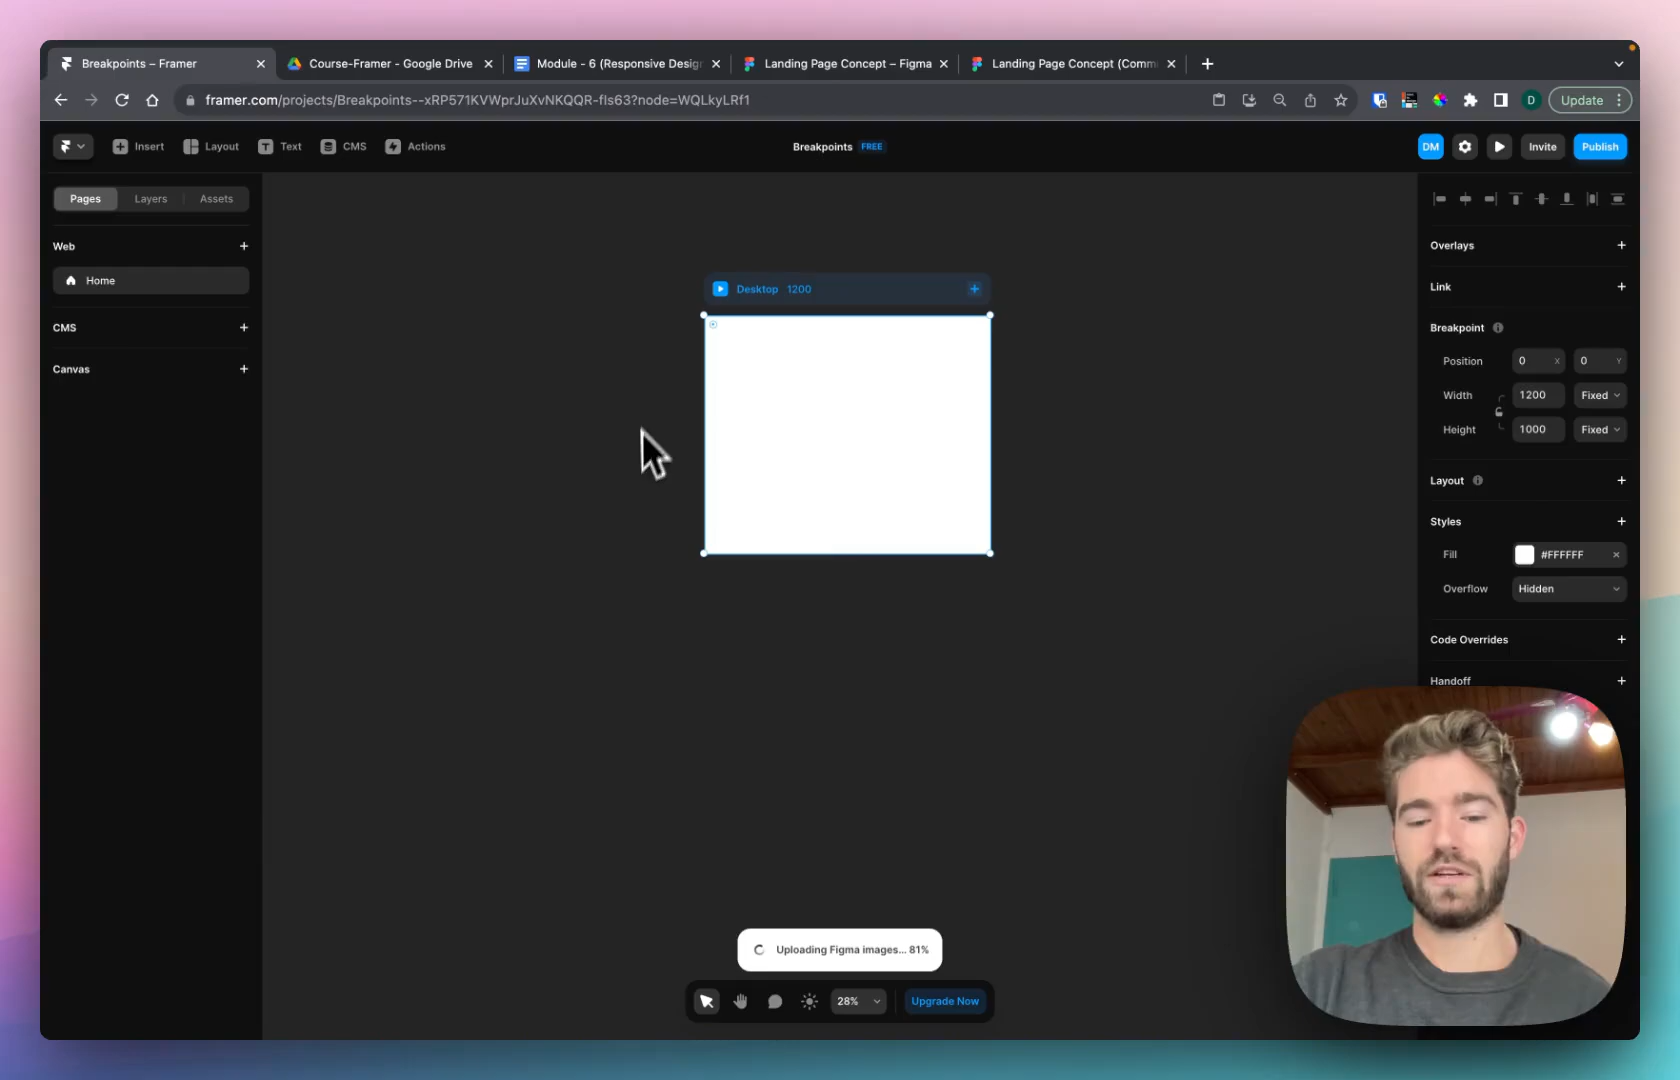 Breakpoints – Framer
Course-Framer - Google Drive
Module - 6 (Responsive Design
Landing Page Concept – Figma
Landing Page Concept (Comm
framer.com/projects/Breakpoints--xRP571KVWprJuXvNKQQR-fls63?node=WQLkyLRf1
D
Update
Insert
Layout
Text
CMS
Actions
Breakpoints FREE
DM
Invite
Publish
Pages
Layers
Assets
Web
Home
CMS
Canvas
Desktop 1200
Overlays
Link
Breakpoint
Position 0 X 0 Y
Width 1200 Fixed
Height 1000 Fixed
Layout
Styles
Fill #FFFFFF
Overflow Hidden
Code Overrides
Handoff
Uploading Figma images... 81%
28%
Upgrade Now